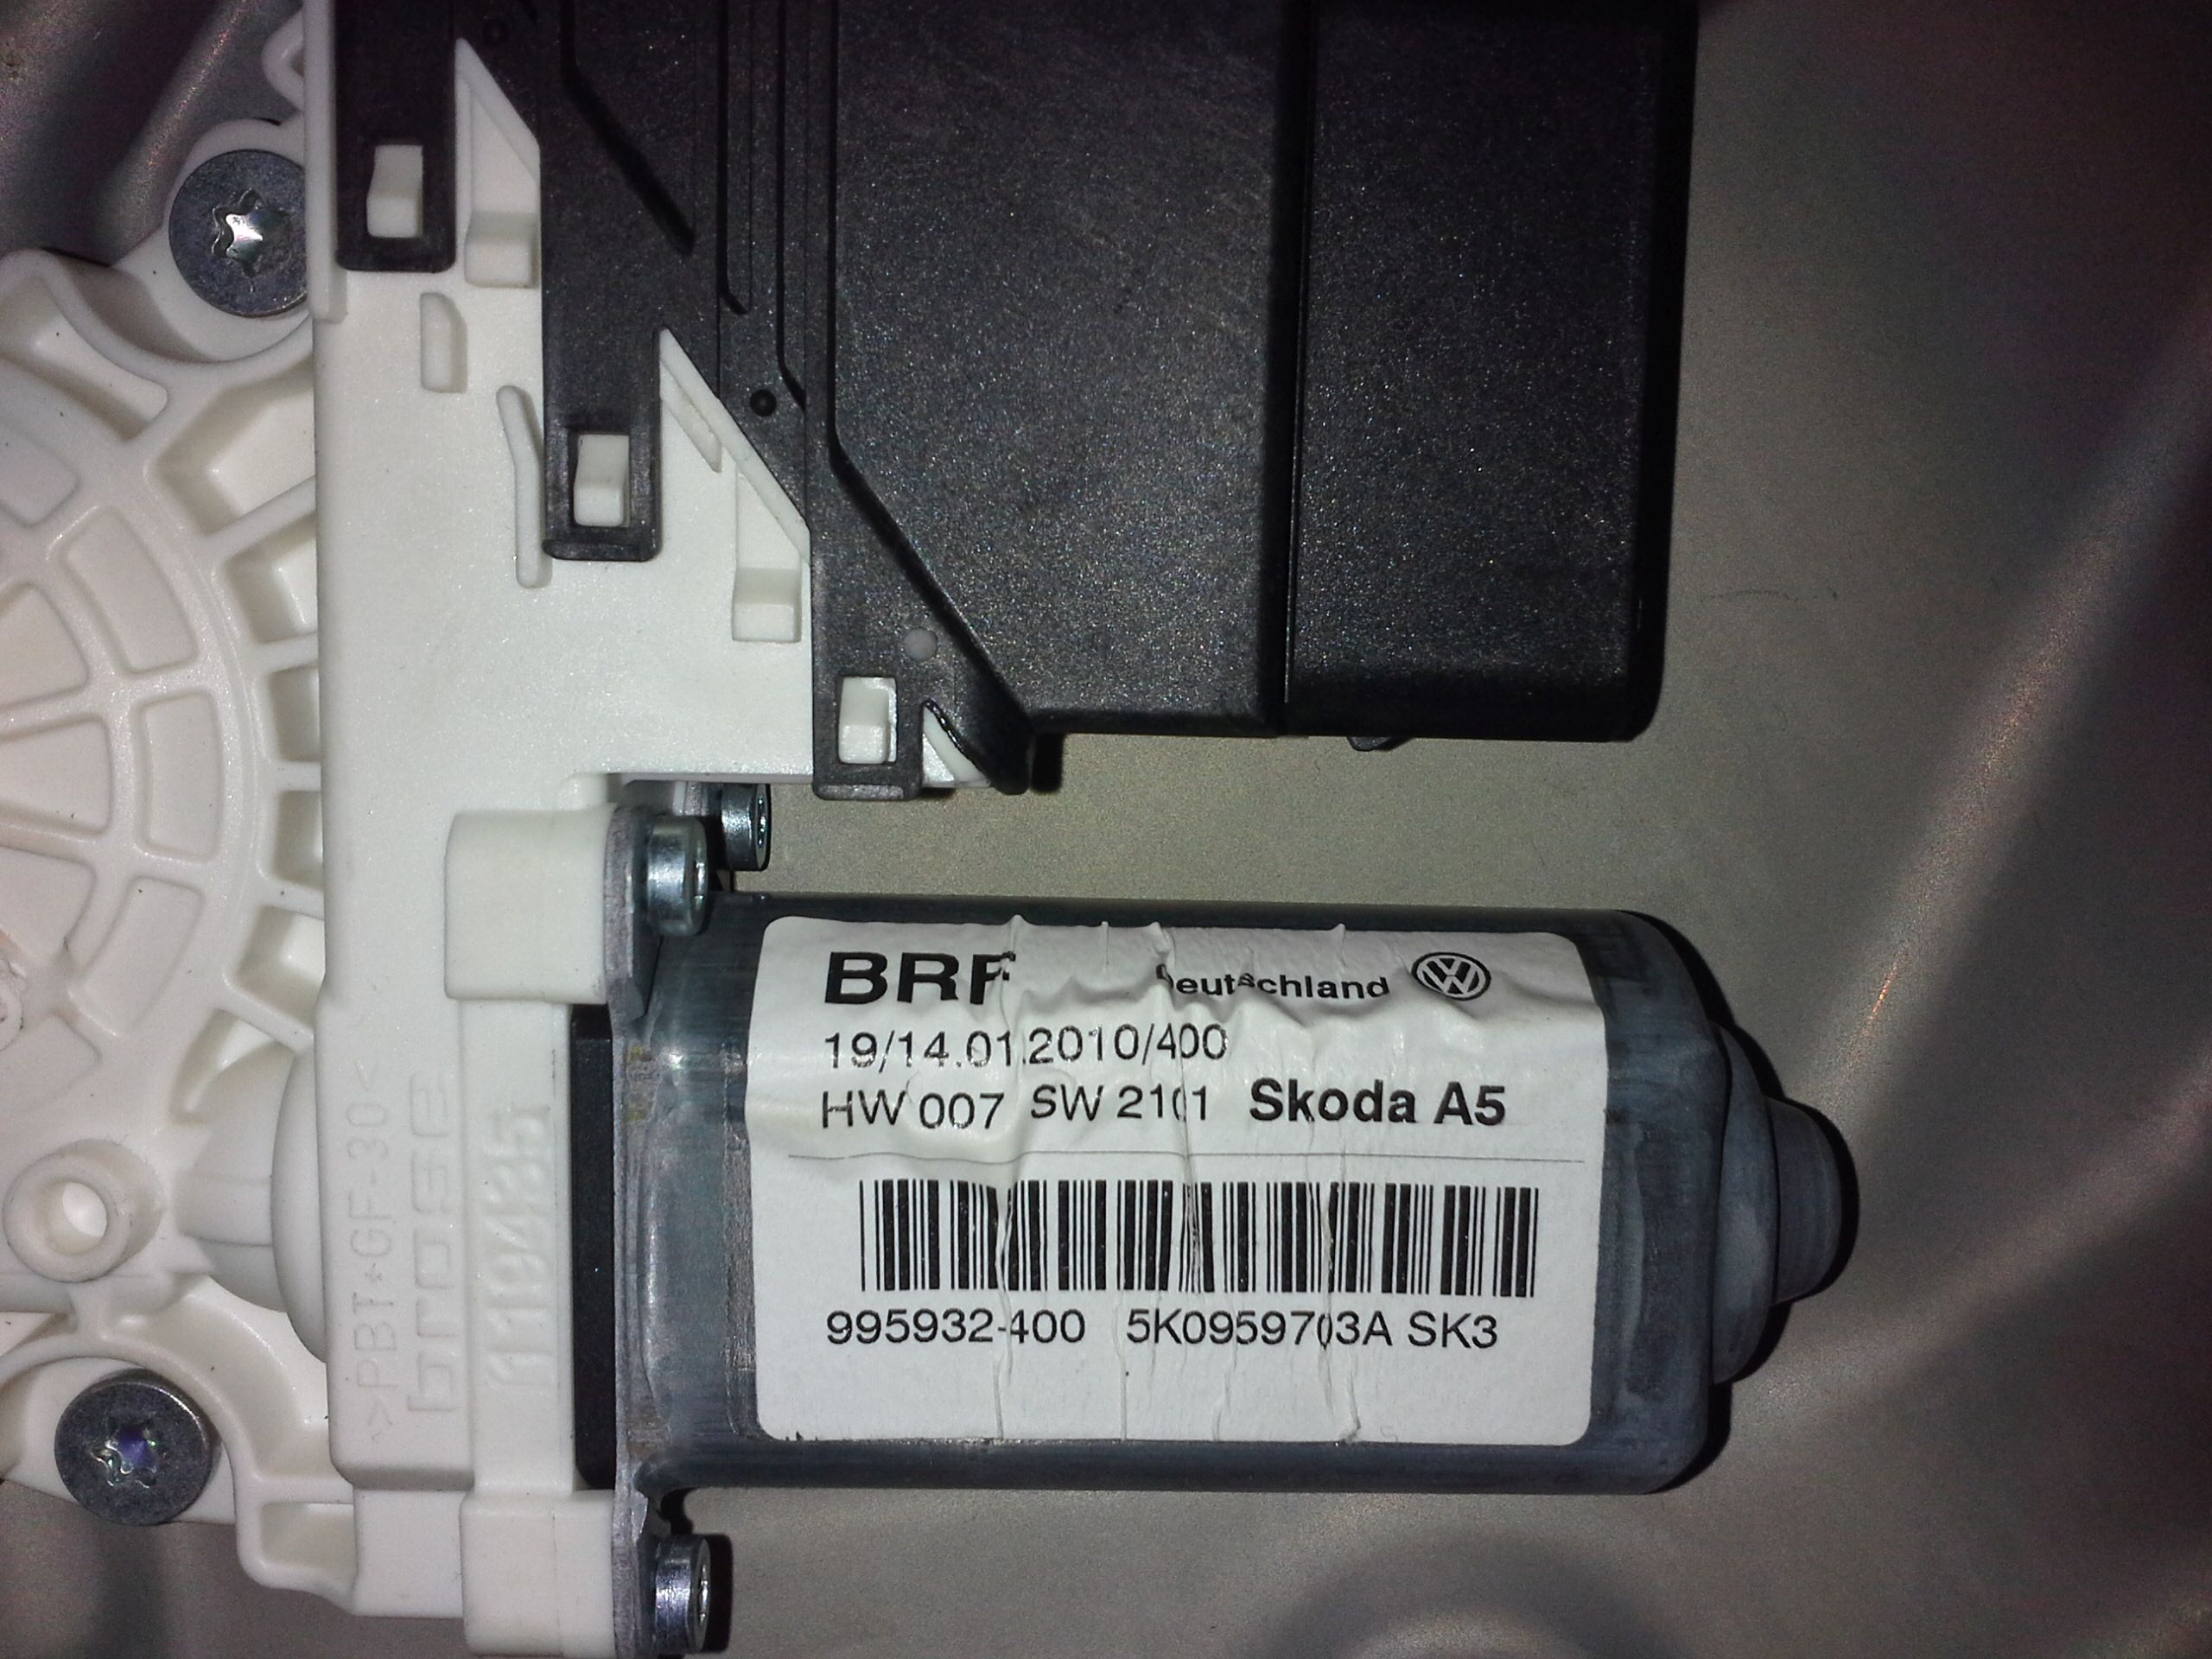 BRF Deutschland
19/14.01.2010/400
HW 007 SW 2101 Skoda A5
995932-400 5K0959703A SK3
>PBT+GF-30<
brose
119435